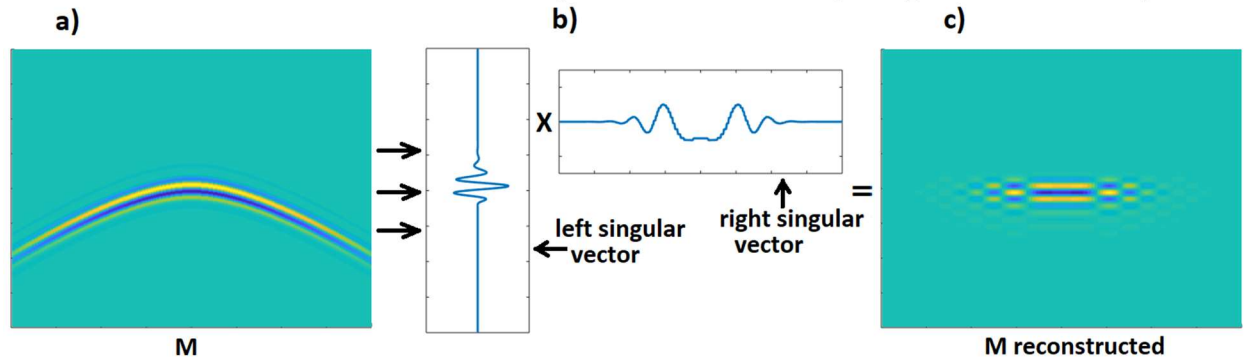 a)
b)
c)
X
=
left singular
vector
right singular
vector
M
M reconstructed